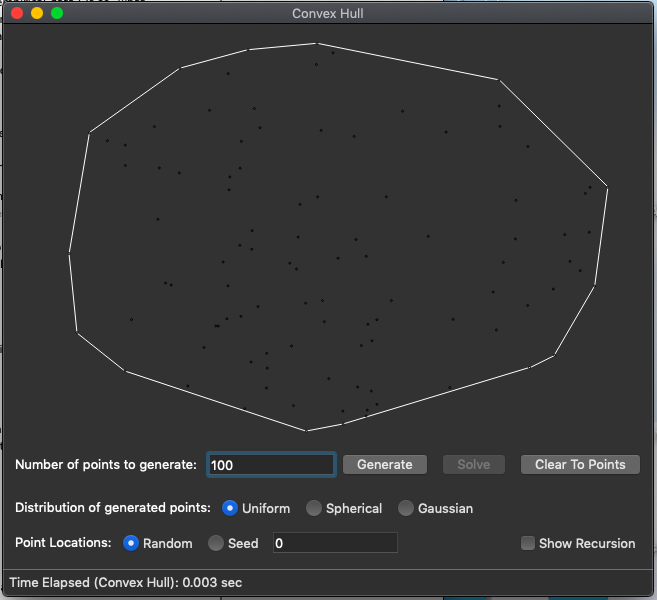 Convex Hull
Number of points to generate: 100 Generate Solve Clear To Points
Distribution of generated points: Uniform Spherical Gaussian
Point Locations: Random Seed 0 Show Recursion
Time Elapsed (Convex Hull): 0.003 sec